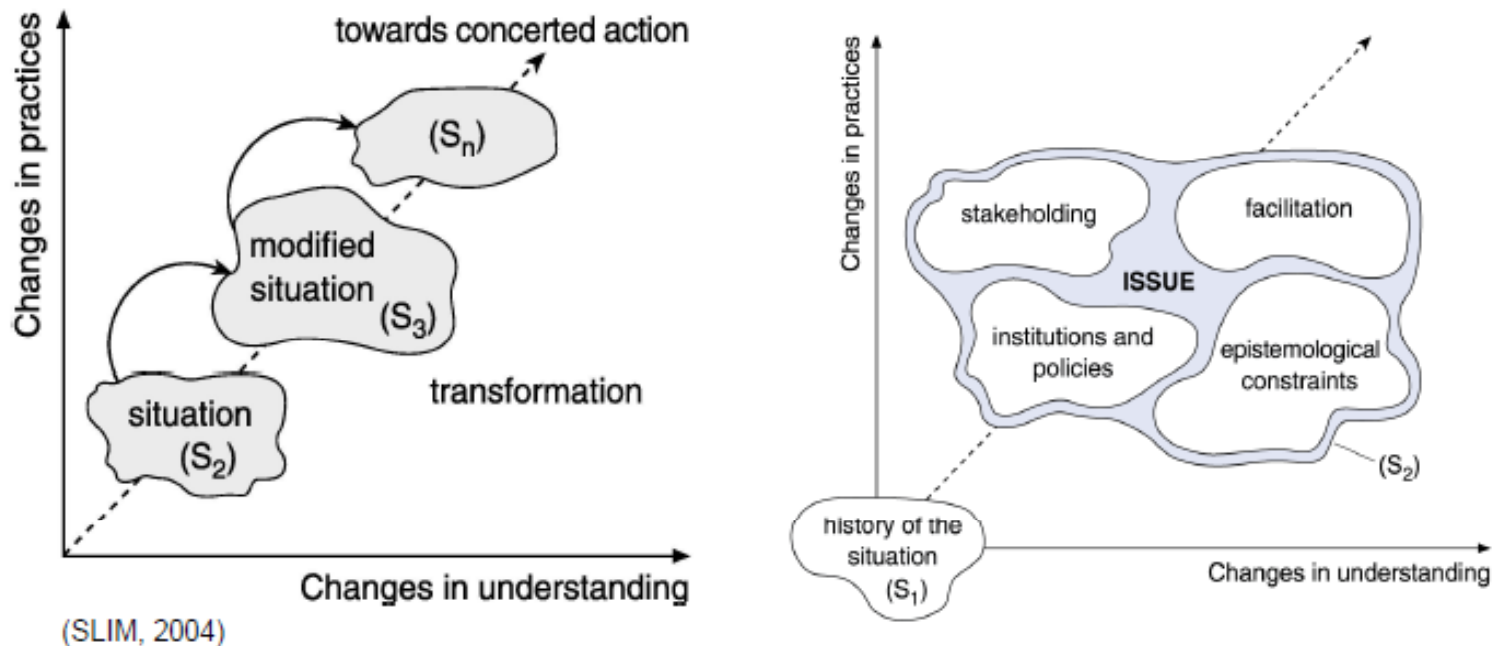 towards concerted action
Changes in practices
(Sn)
modified
situation
(S3)
transformation
situation
(S2)
Changes in understanding
(SLIM, 2004)
Changes in practices
stakeholding
facilitation
ISSUE
institutions and
policies
epistemological
constraints
(S2)
history of the
situation
(S1)
Changes in understanding